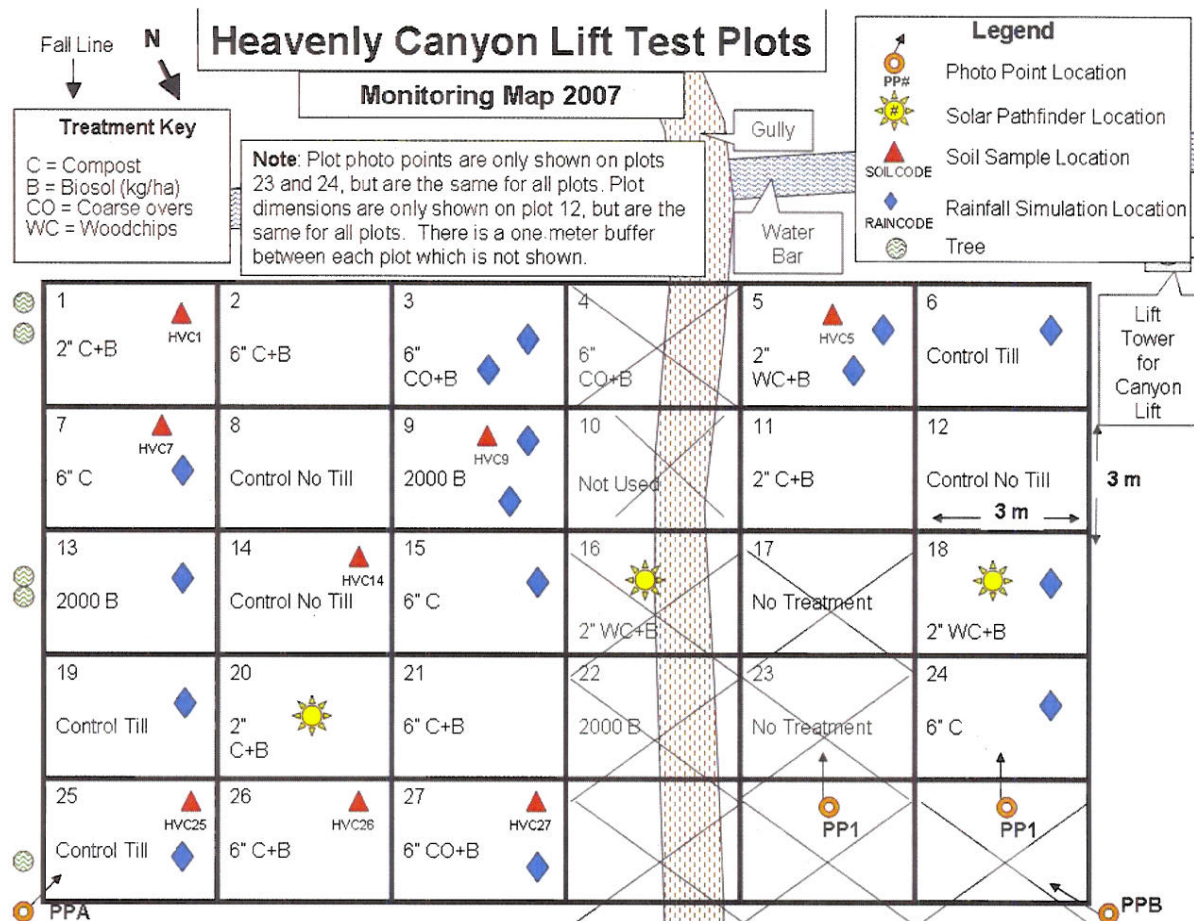 Heavenly Canyon Lift Test Plots
Monitoring Map 2007
Fall Line
N
Treatment Key
C = Compost
B = Biosol (kg/ha)
CO = Coarse overs
WC = Woodchips
Note: Plot photo points are only shown on plots
23 and 24, but are the same for all plots. Plot
dimensions are only shown on plot 12, but are the
same for all plots. There is a one-meter buffer
between each plot which is not shown.
Gully
Water
Bar
Legend
PP#
Photo Point Location
#
Solar Pathfinder Location
SOILCODE
Soil Sample Location
RAINCODE
Rainfall Simulation Location
Tree
Lift
Tower
for
Canyon
Lift
1
HVC1
2" C+B
2
6" C+B
3
6"
CO+B
4
6"
CO+B
5
HVC5
2"
WC+B
6
Control Till
7
HVC7
6" C
8
Control No Till
9
HVC9
2000 B
10
Not Used
11
2" C+B
12
Control No Till
3 m
3 m
13
2000 B
14
HVC14
Control No Till
15
6" C
16
2" WC+B
17
No Treatment
18
2" WC+B
19
Control Till
20
2"
C+B
21
6" C+B
22
2000 B
23
No Treatment
24
6" C
25
HVC25
Control Till
26
HVC26
6" C+B
27
HVC27
6" CO+B
PP1
PP1
PPA
PPB